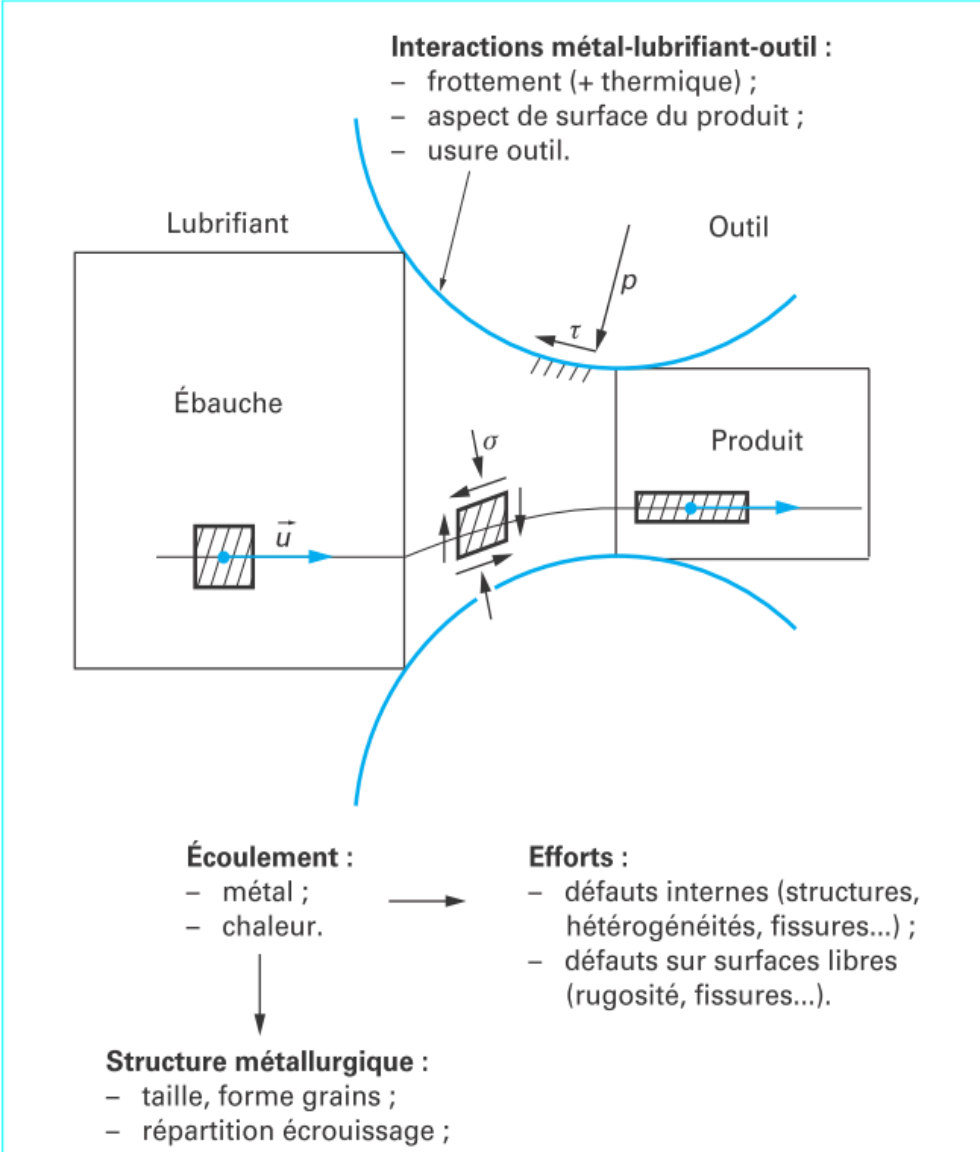 Interactions métal-lubrifiant-outil :
– frottement (+ thermique) ;
– aspect de surface du produit ;
– usure outil.
Lubrifiant
Outil
p
τ
Ébauche
σ
Produit
u⃗
Écoulement :
– métal ;
– chaleur.
Efforts :
– défauts internes (structures,
hétérogénéités, fissures...) ;
– défauts sur surfaces libres
(rugosité, fissures...).
Structure métallurgique :
– taille, forme grains ;
– répartition écrouissage ;